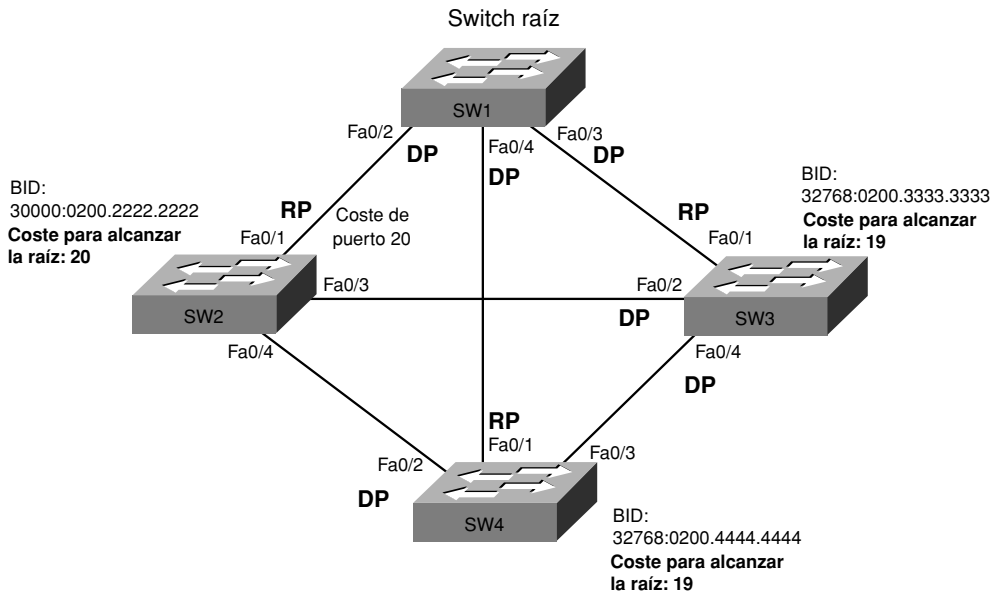 Switch raíz
SW1
Fa0/2
DP
Fa0/4
DP
Fa0/3
DP
BID:
30000:0200.2222.2222
Coste para alcanzar
la raíz: 20
RP
Coste de
puerto 20
Fa0/1
RP
Fa0/1
BID:
32768:0200.3333.3333
Coste para alcanzar
la raíz: 19
SW2
Fa0/3
Fa0/2
DP
SW3
Fa0/4
Fa0/4
DP
RP
Fa0/1
Fa0/2
DP
Fa0/3
SW4
BID:
32768:0200.4444.4444
Coste para alcanzar
la raíz: 19